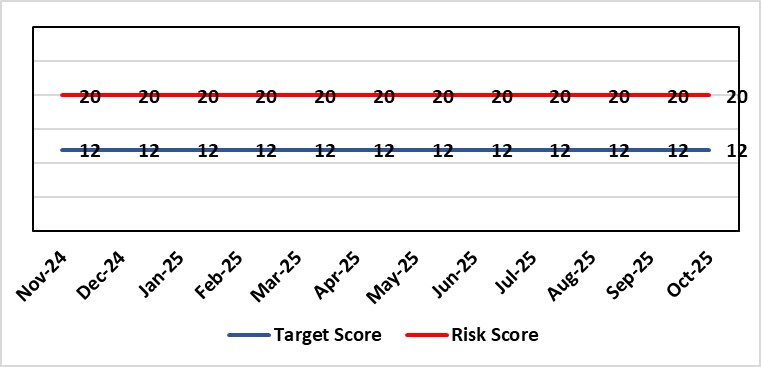 20 20 20 20 20 20 20 20 20 20 20 20
12 12 12 12 12 12 12 12 12 12 12 12
Nov-24 Dec-24 Jan-25 Feb-25 Mar-25 Apr-25 May-25 Jun-25 Jul-25 Aug-25 Sep-25 Oct-25
Target Score Risk Score